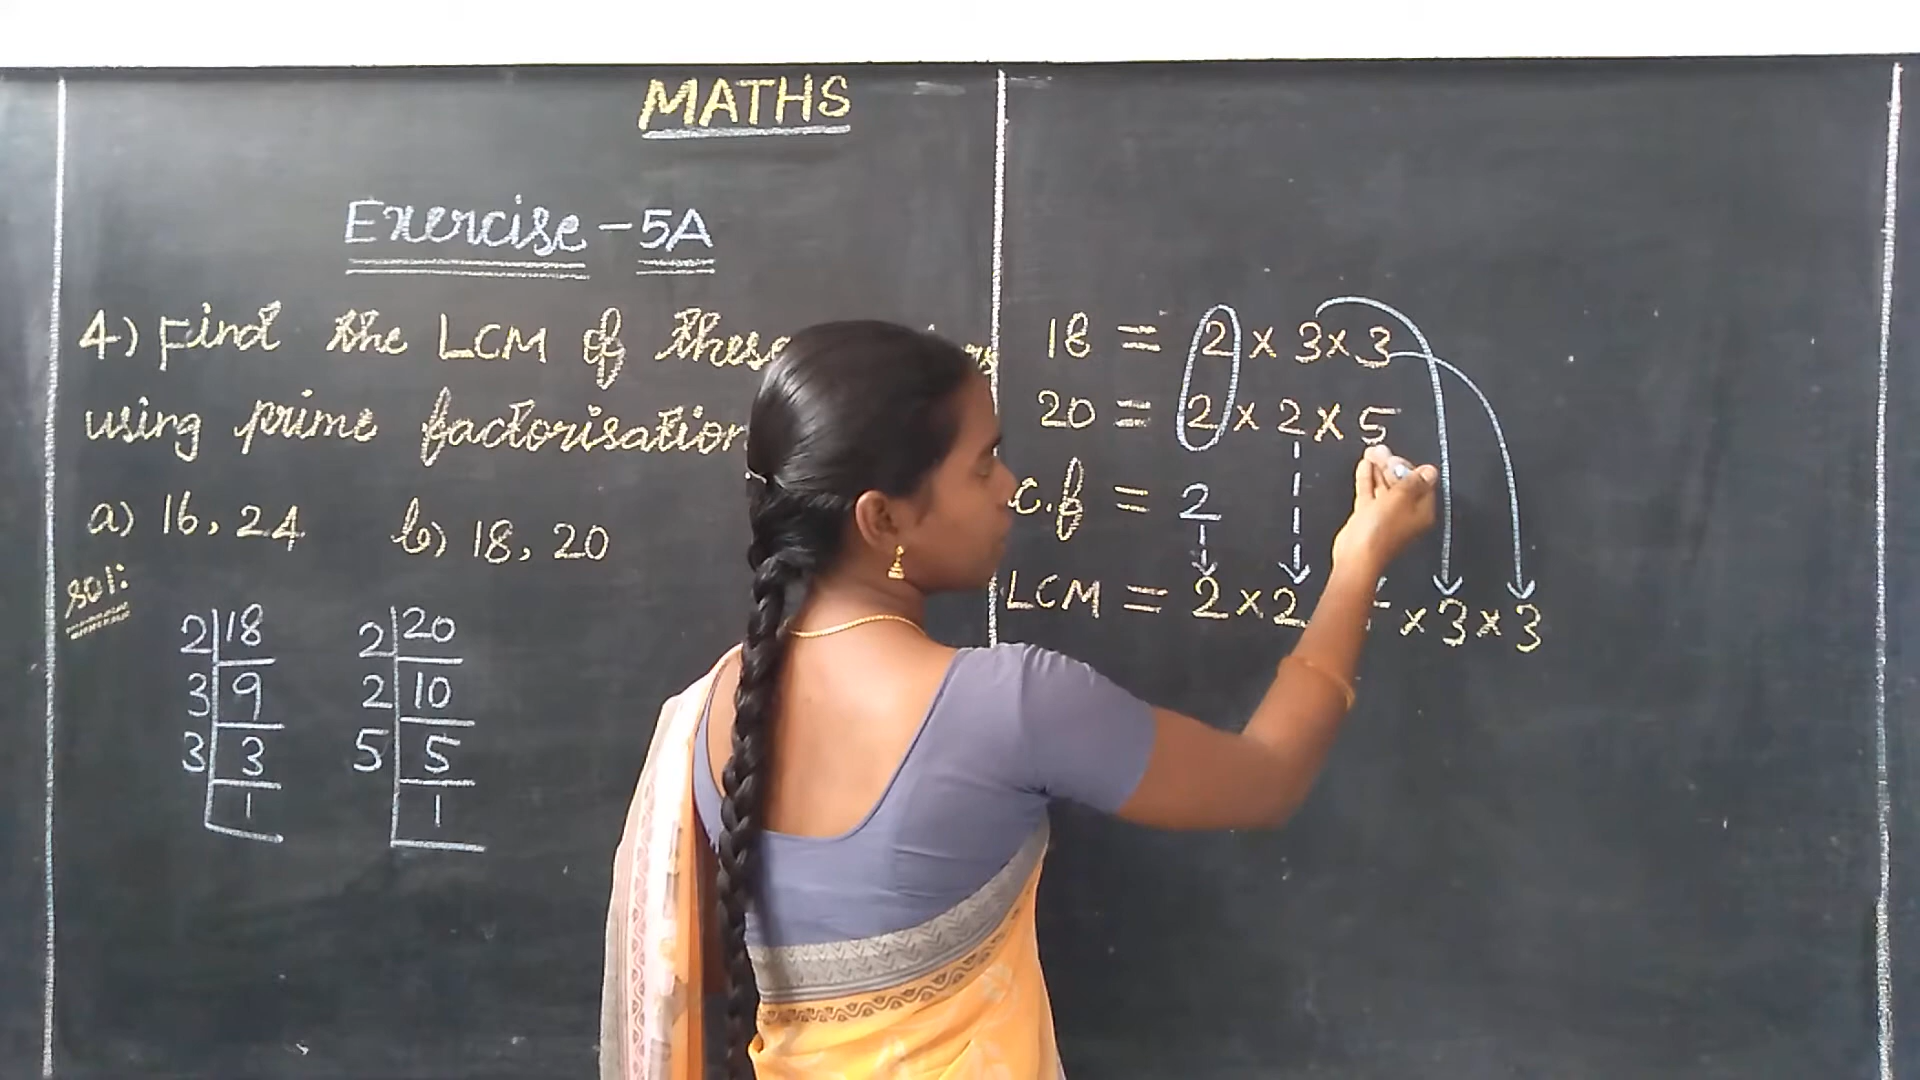 MATHS
Exercise - 5A
4) Find the LCM of these
using prime factorisation
a) 16, 24 b) 18, 20
Sol:
2 18
3 9
3 3
1
2 20
2 10
5 5
1
18 = 2 × 3 × 3
20 = 2 × 2 × 5
c.f = 2
LCM = 2 × 2 × 3 × 3